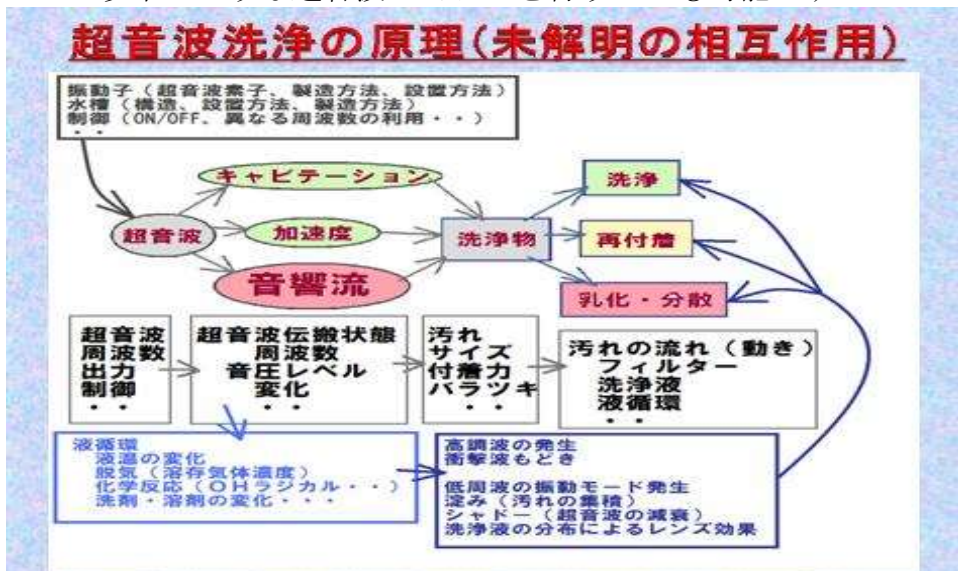 超音波洗浄の原理(未解明の相互作用)
振動子(超音波素子、製造方法、設置方法)
水槽(構造、設置方法、製造方法)
制御(ON/OFF、異なる周波数の利用・・)
・・
キャビテーション
洗浄
超音波
加速度
洗浄物
再付着
音響流
乳化・分散
超音波
周波数
出力
制御
・・
超音波伝搬状態
周波数
音圧レベル
変化
・・
汚れ
サイズ
付着力
バラツキ
・・
汚れの流れ(動き)
フィルター
洗浄液
液循環
・・
液循環
液温の変化
脱気(溶存気体濃度)
化学反応(OHラジカル・・)
洗剤・溶剤の変化・・・
高調波の発生
衝撃波もどき
低周波の振動モード発生
淀み(汚れの集積)
シャドー(超音波の減衰)
洗浄液の分布によるレンズ効果